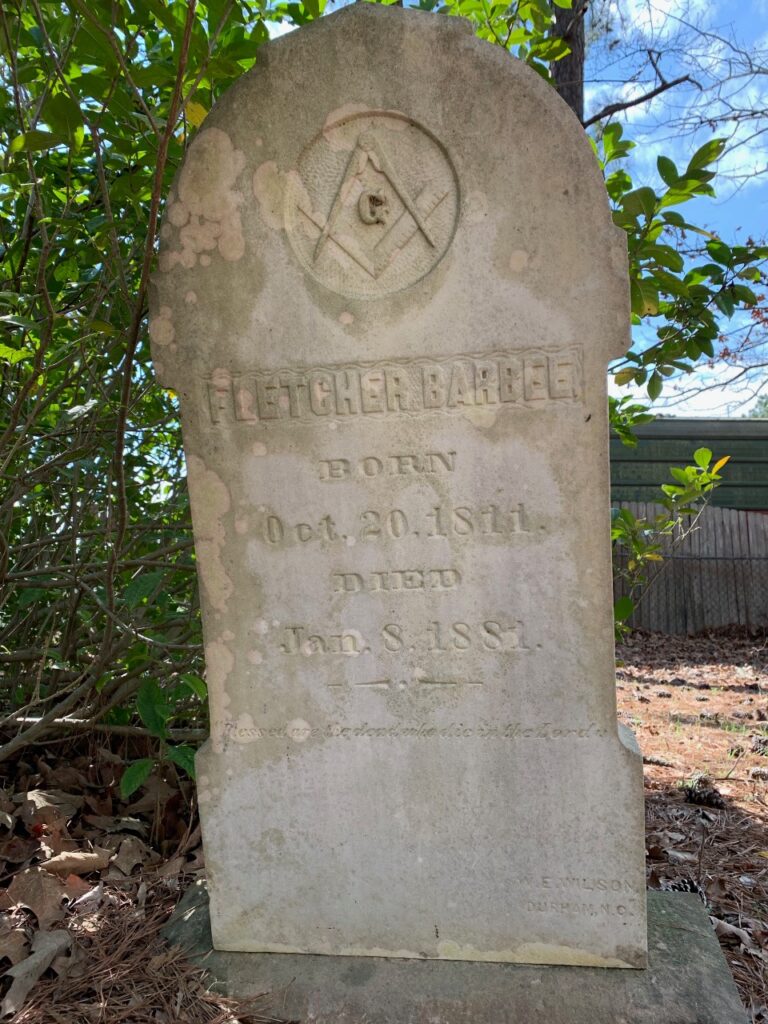 G
FLETCHER BARBEE,
BORN
Oct. 20. 1811.
DIED
Jan. 8. 1881.
Blessed are the dead who die in the Lord
E. WILSON
DURHAM, N.C.